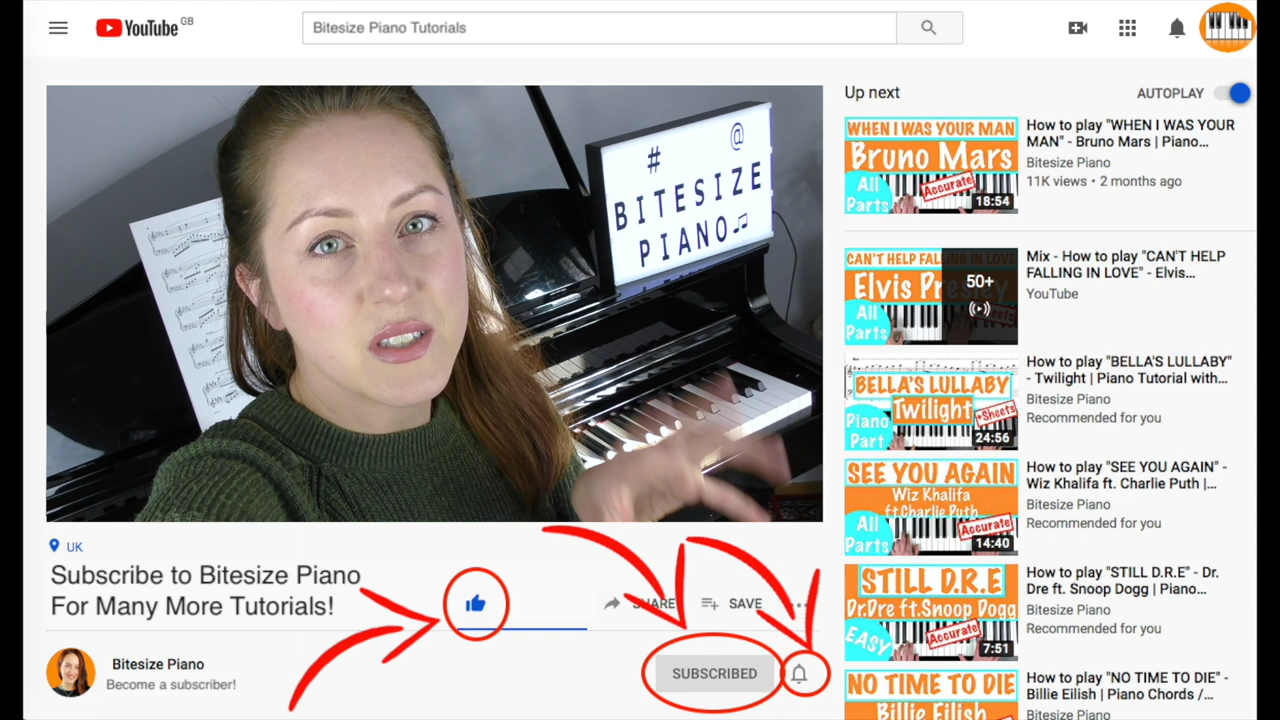 YouTube GB
Bitesize Piano Tutorials
# @
BITESIZE
PIANO♫
UK
Subscribe to Bitesize Piano
For Many More Tutorials!
SHARE
SAVE
Bitesize Piano
Become a subscriber!
SUBSCRIBED
Up next
AUTOPLAY
WHEN I WAS YOUR MAN
Bruno Mars
All
Parts
Accurate
18:54
How to play "WHEN I WAS YOUR
MAN" - Bruno Mars | Piano...
Bitesize Piano
11K views • 2 months ago
CAN'T HELP FALLING IN LOVE
Elvis Presley
All
Parts
50+
Mix - How to play "CAN'T HELP
FALLING IN LOVE" - Elvis...
YouTube
BELLA'S LULLABY
Twilight
Piano
Part
+Sheets
24:56
How to play "BELLA'S LULLABY"
- Twilight | Piano Tutorial with...
Bitesize Piano
Recommended for you
SEE YOU AGAIN
Wiz Khalifa
ft.Charlie Puth
All
Parts
Accurate
14:40
How to play "SEE YOU AGAIN" -
Wiz Khalifa ft. Charlie Puth |...
Bitesize Piano
Recommended for you
STILL D.R.E
Dr.Dre ft.Snoop Dogg
EASY
Accurate
7:51
How to play "STILL D.R.E" - Dr.
Dre ft. Snoop Dogg | Piano...
Bitesize Piano
Recommended for you
NO TIME TO DIE
Billie Eilish
How to play "NO TIME TO DIE" -
Billie Eilish | Piano Chords /...
Bitesize Piano